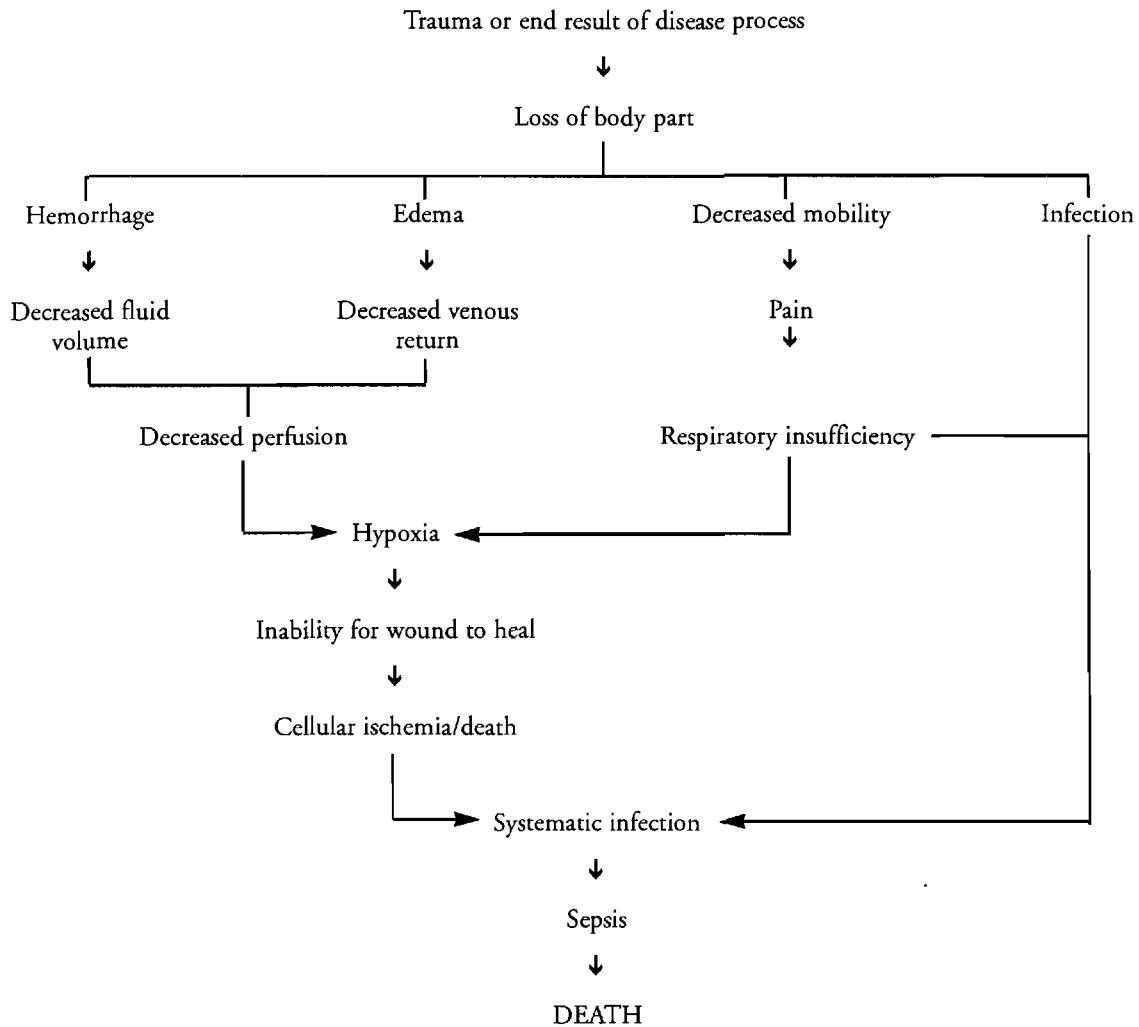 Trauma or end result of disease process
Loss of body part
Hemorrhage
Edema
Decreased mobility
Infection
Decreased fluid
volume
Decreased venous
return
Pain
Decreased perfusion
Respiratory insufficiency
Hypoxia
Inability for wound to heal
Cellular ischemia/death
Systematic infection
Sepsis
DEATH